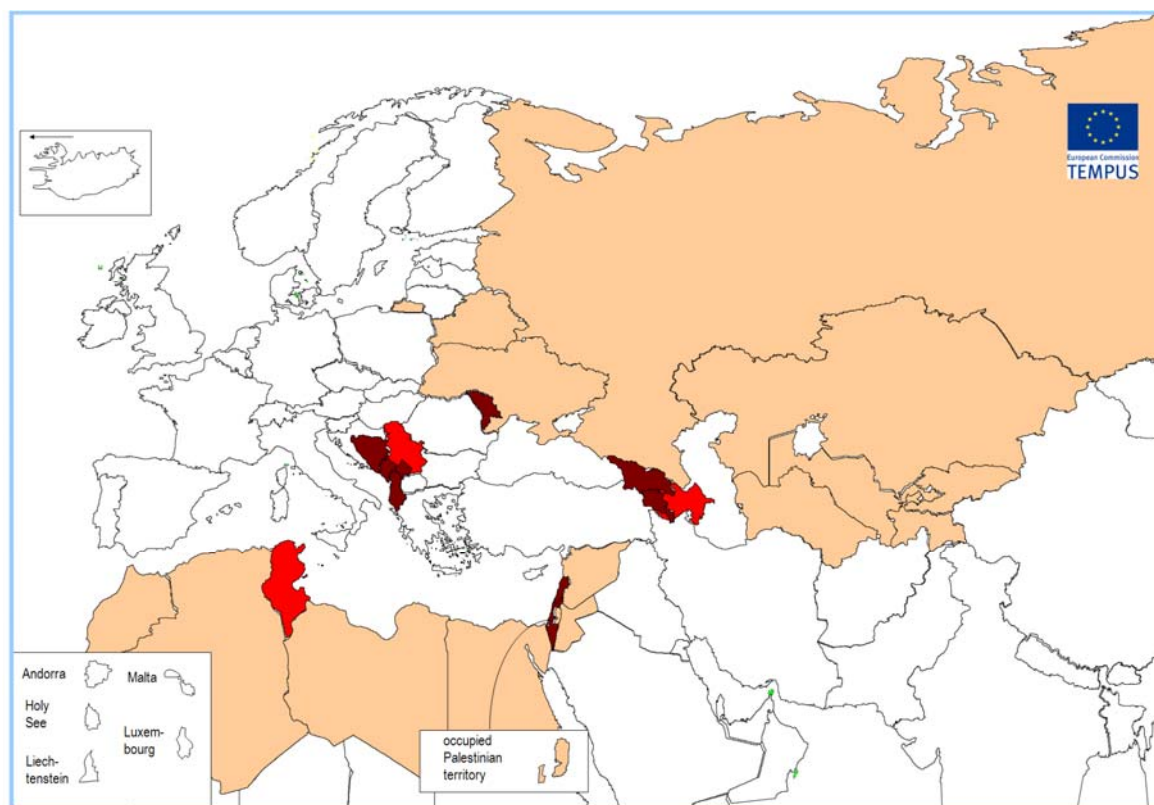 European Commission
TEMPUS
Andorra
Malta
Holy
See
Luxem-
bourg
Liech-
tenstein
occupied
Palestinian
territory